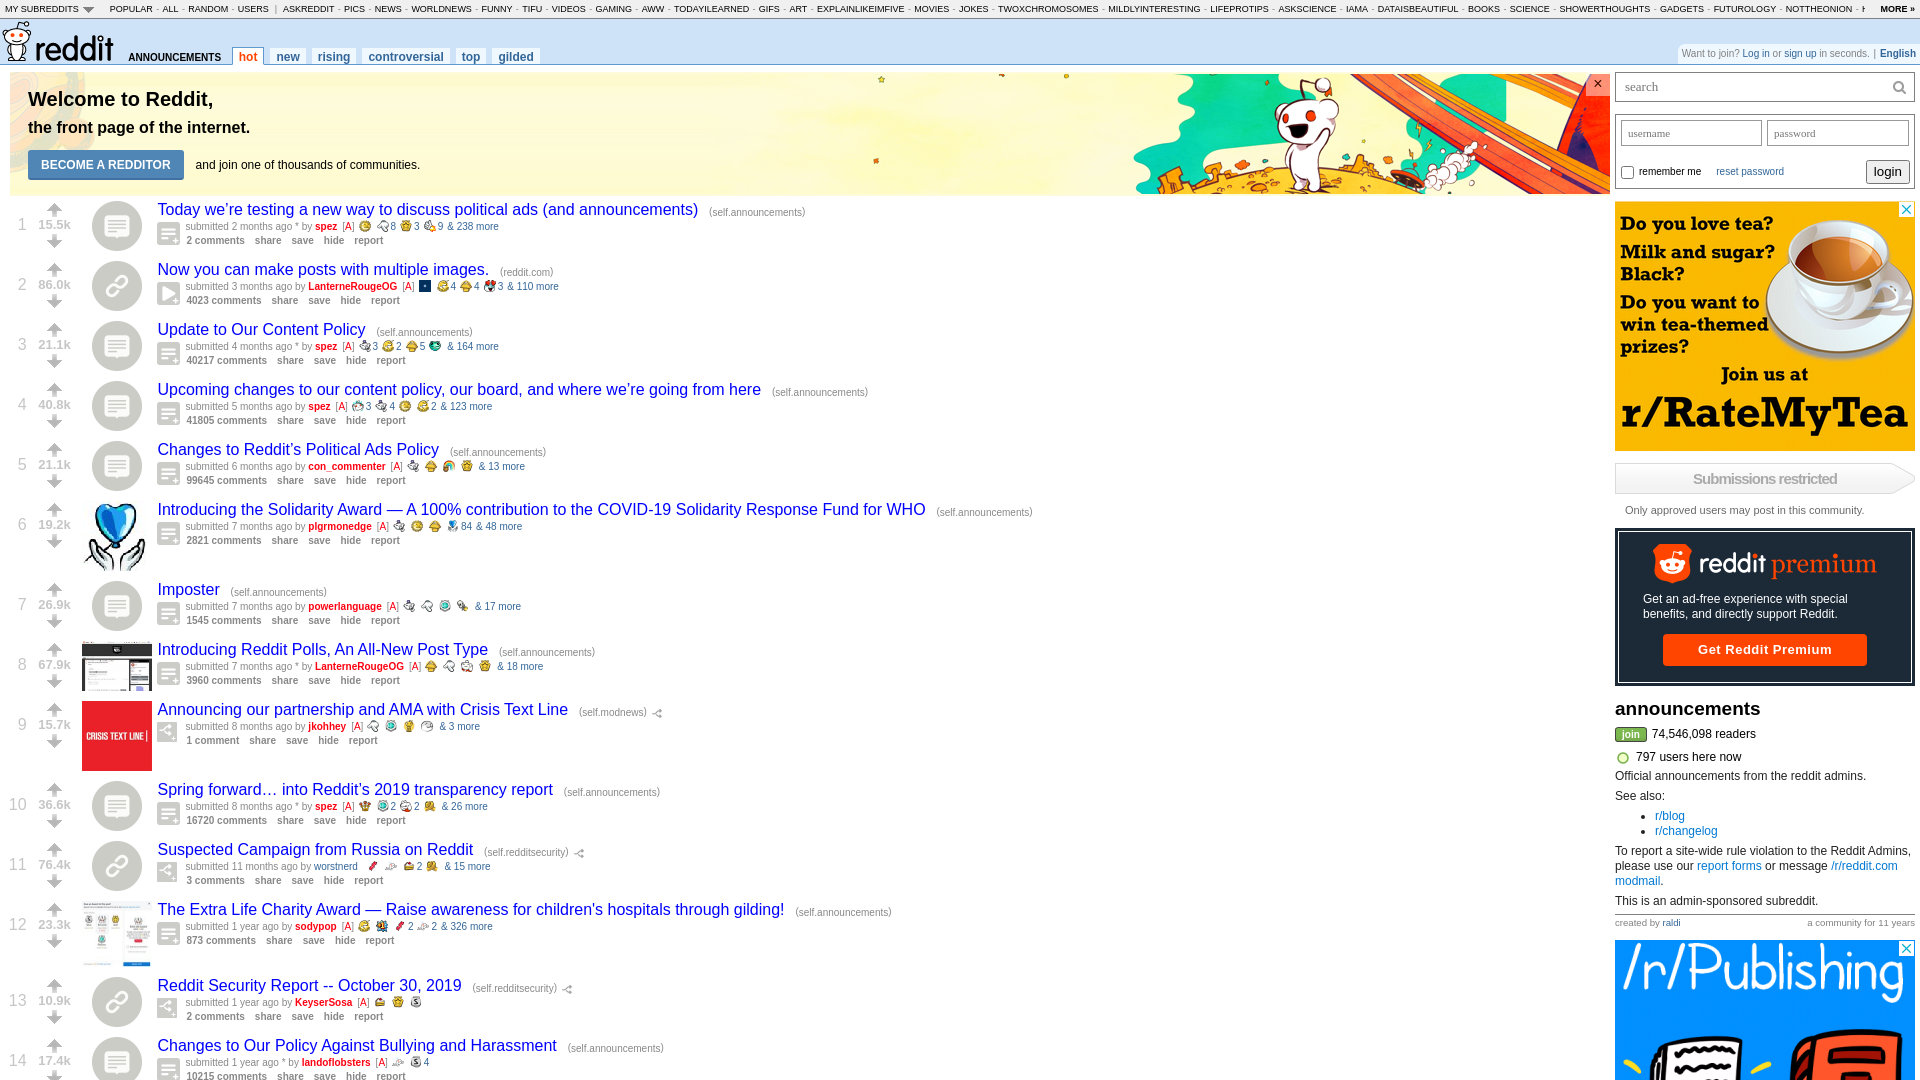 MY SUBREDDITS POPULAR - ALL - RANDOM - USERS | ASKREDDIT - PICS - NEWS - WORLDNEWS - FUNNY - TIFU - VIDEOS - GAMING - AWW - TODAYILEARNED - GIFS - ART - EXPLAINLIKEIMFIVE - MOVIES - JOKES - TWOXCHROMOSOMES - MILDLYINTERESTING - LIFEPROTIPS - ASKSCIENCE - IAMA - DATAISBEAUTIFUL - BOOKS - SCIENCE - SHOWERTHOUGHTS - GADGETS - FUTUROLOGY - NOTTHEONION - MORE »
reddit ANNOUNCEMENTS hot new rising controversial top gilded
Want to join? Log in or sign up in seconds. | English
Welcome to Reddit,
the front page of the internet.
BECOME A REDDITOR and join one of thousands of communities.
×
1 15.5k
Today we’re testing a new way to discuss political ads (and announcements) (self.announcements)
submitted 2 months ago * by spez [A] 8 3 9 & 238 more
2 comments share save hide report
2 86.0k
Now you can make posts with multiple images. (reddit.com)
submitted 3 months ago by LanterneRougeOG [A] 4 4 3 & 110 more
4023 comments share save hide report
3 21.1k
Update to Our Content Policy (self.announcements)
submitted 4 months ago * by spez [A] 3 2 5 & 164 more
40217 comments share save hide report
4 40.8k
Upcoming changes to our content policy, our board, and where we’re going from here (self.announcements)
submitted 5 months ago by spez [A] 3 4 2 & 123 more
41805 comments share save hide report
5 21.1k
Changes to Reddit’s Political Ads Policy (self.announcements)
submitted 6 months ago by con_commenter [A] & 13 more
99645 comments share save hide report
6 19.2k
Introducing the Solidarity Award — A 100% contribution to the COVID-19 Solidarity Response Fund for WHO (self.announcements)
submitted 7 months ago by plgrmonedge [A] 84 & 48 more
2821 comments share save hide report
7 26.9k
Imposter (self.announcements)
submitted 7 months ago by powerlanguage [A] & 17 more
1545 comments share save hide report
8 67.9k
Introducing Reddit Polls, An All-New Post Type (self.announcements)
submitted 7 months ago * by LanterneRougeOG [A] & 18 more
3960 comments share save hide report
9 15.7k
CRISIS TEXT LINE |
Announcing our partnership and AMA with Crisis Text Line (self.modnews)
submitted 8 months ago by jkohhey [A] & 3 more
1 comment share save hide report
10 36.6k
Spring forward… into Reddit’s 2019 transparency report (self.announcements)
submitted 8 months ago * by spez [A] 2 2 & 26 more
16720 comments share save hide report
11 76.4k
Suspected Campaign from Russia on Reddit (self.redditsecurity)
submitted 11 months ago by worstnerd 2 & 15 more
3 comments share save hide report
12 23.3k
The Extra Life Charity Award — Raise awareness for children's hospitals through gilding! (self.announcements)
submitted 1 year ago by sodypop [A] 2 2 & 326 more
873 comments share save hide report
13 10.9k
Reddit Security Report -- October 30, 2019 (self.redditsecurity)
submitted 1 year ago by KeyserSosa [A]
2 comments share save hide report
14 17.4k
Changes to Our Policy Against Bullying and Harassment (self.announcements)
submitted 1 year ago * by landoflobsters [A] 4
10215 comments share save hide report
search
username password
remember me reset password login
Do you love tea?
Milk and sugar?
Black?
Do you want to
win tea-themed
prizes?
Join us at
r/RateMyTea
Submissions restricted
Only approved users may post in this community.
reddit premium
Get an ad-free experience with special
benefits, and directly support Reddit.
Get Reddit Premium
announcements
join 74,546,098 readers
797 users here now
Official announcements from the reddit admins.
See also:
• r/blog
• r/changelog
To report a site-wide rule violation to the Reddit Admins,
please use our report forms or message /r/reddit.com
modmail.
This is an admin-sponsored subreddit.
created by raldi a community for 11 years
/r/Publishing